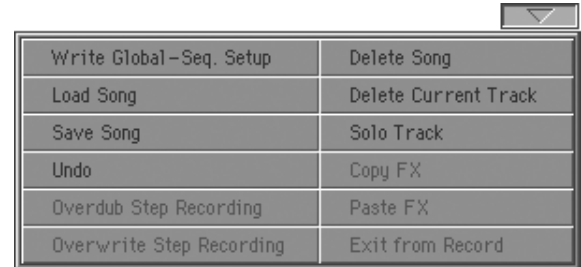 Write Global-Seq. Setup
Delete Song
Load Song
Delete Current Track
Save Song
Solo Track
Undo
Copy FX
Overdub Step Recording
Paste FX
Overwrite Step Recording
Exit from Record